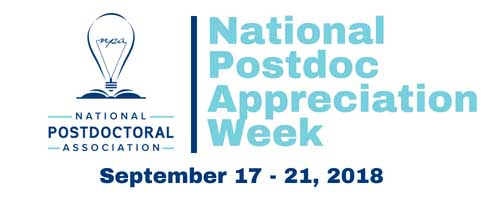 npa
NATIONAL
POSTDOCTORAL
ASSOCIATION
National
Postdoc
Appreciation
Week
September 17 - 21, 2018